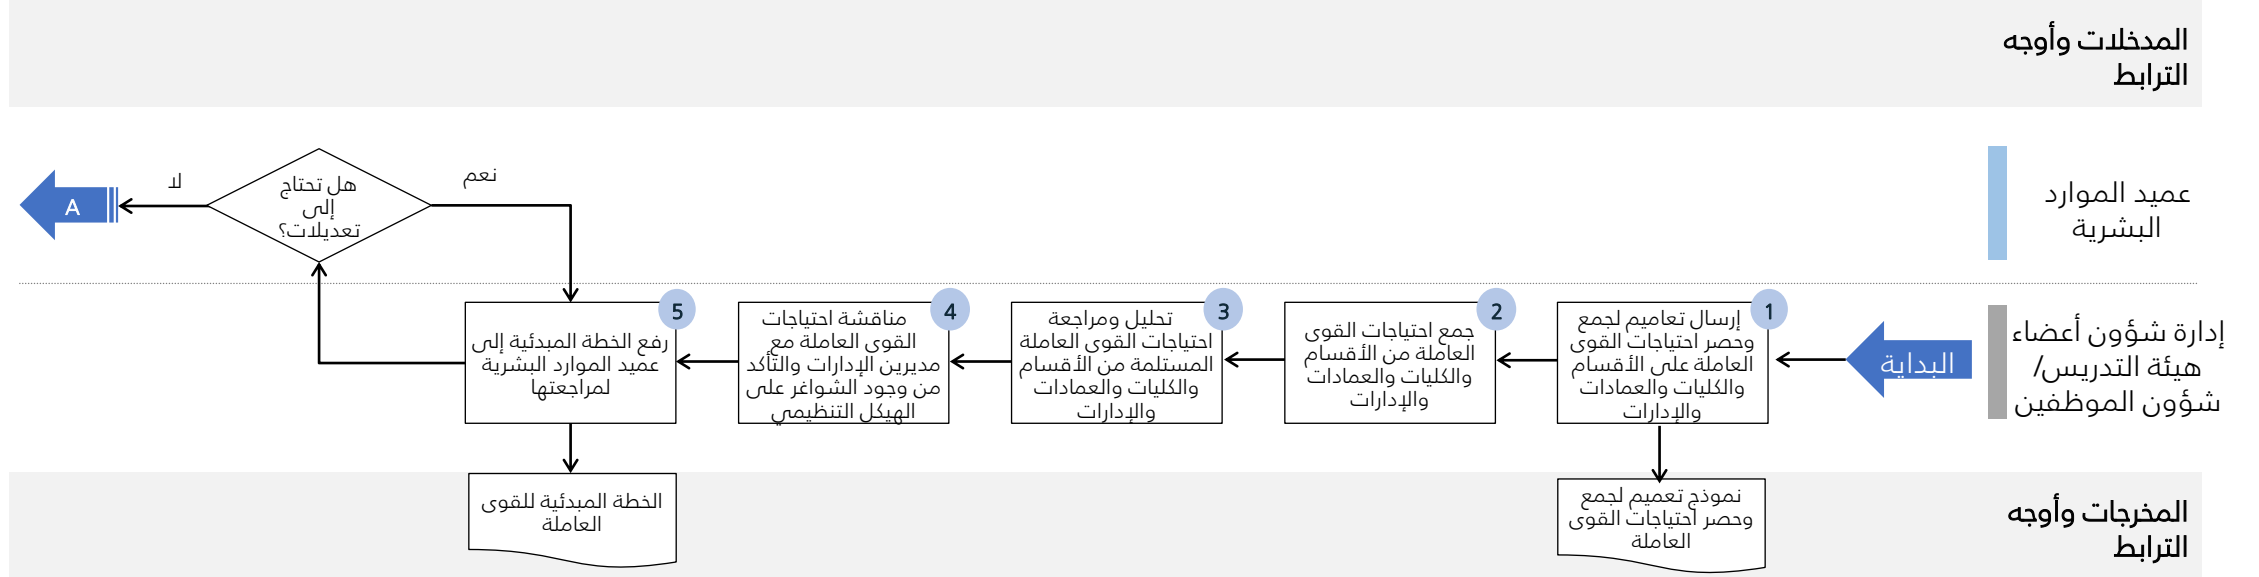 المدخلات وأوجه
الترابط
عميد الموارد
البشرية
نعم
هل تحتاج
إلى
تعديلات؟
لا
A
إدارة شؤون أعضاء
هيئة التدريس/
شؤون الموظفين
البداية
1
إرسال تعاميم لجمع
وحصر احتياجات القوى
العاملة على الأقسام
والكليات والعمادات
والإدارات
2
جمع احتياجات القوى
العاملة من الأقسام
والكليات والعمادات
والإدارات
3
تحليل ومراجعة
احتياجات القوى العاملة
المستلمة من الأقسام
والكليات والعمادات
والإدارات
4
مناقشة احتياجات
القوى العاملة مع
مديرين الإدارات والتأكد
من وجود الشواغر على
الهيكل التنظيمي
5
رفع الخطة المبدئية إلى
عميد الموارد البشرية
لمراجعتها
المخرجات وأوجه
الترابط
نموذج تعميم لجمع
وحصر احتياجات القوى
العاملة
الخطة المبدئية للقوى
العاملة